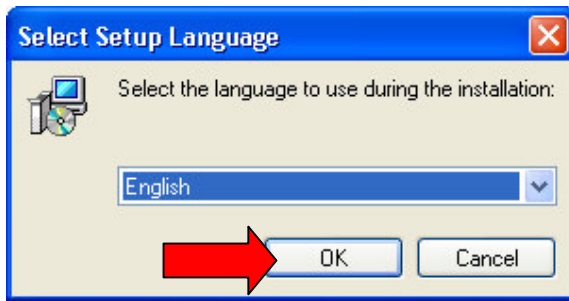 Select Setup Language
Select the language to use during the installation:
English
OK
Cancel